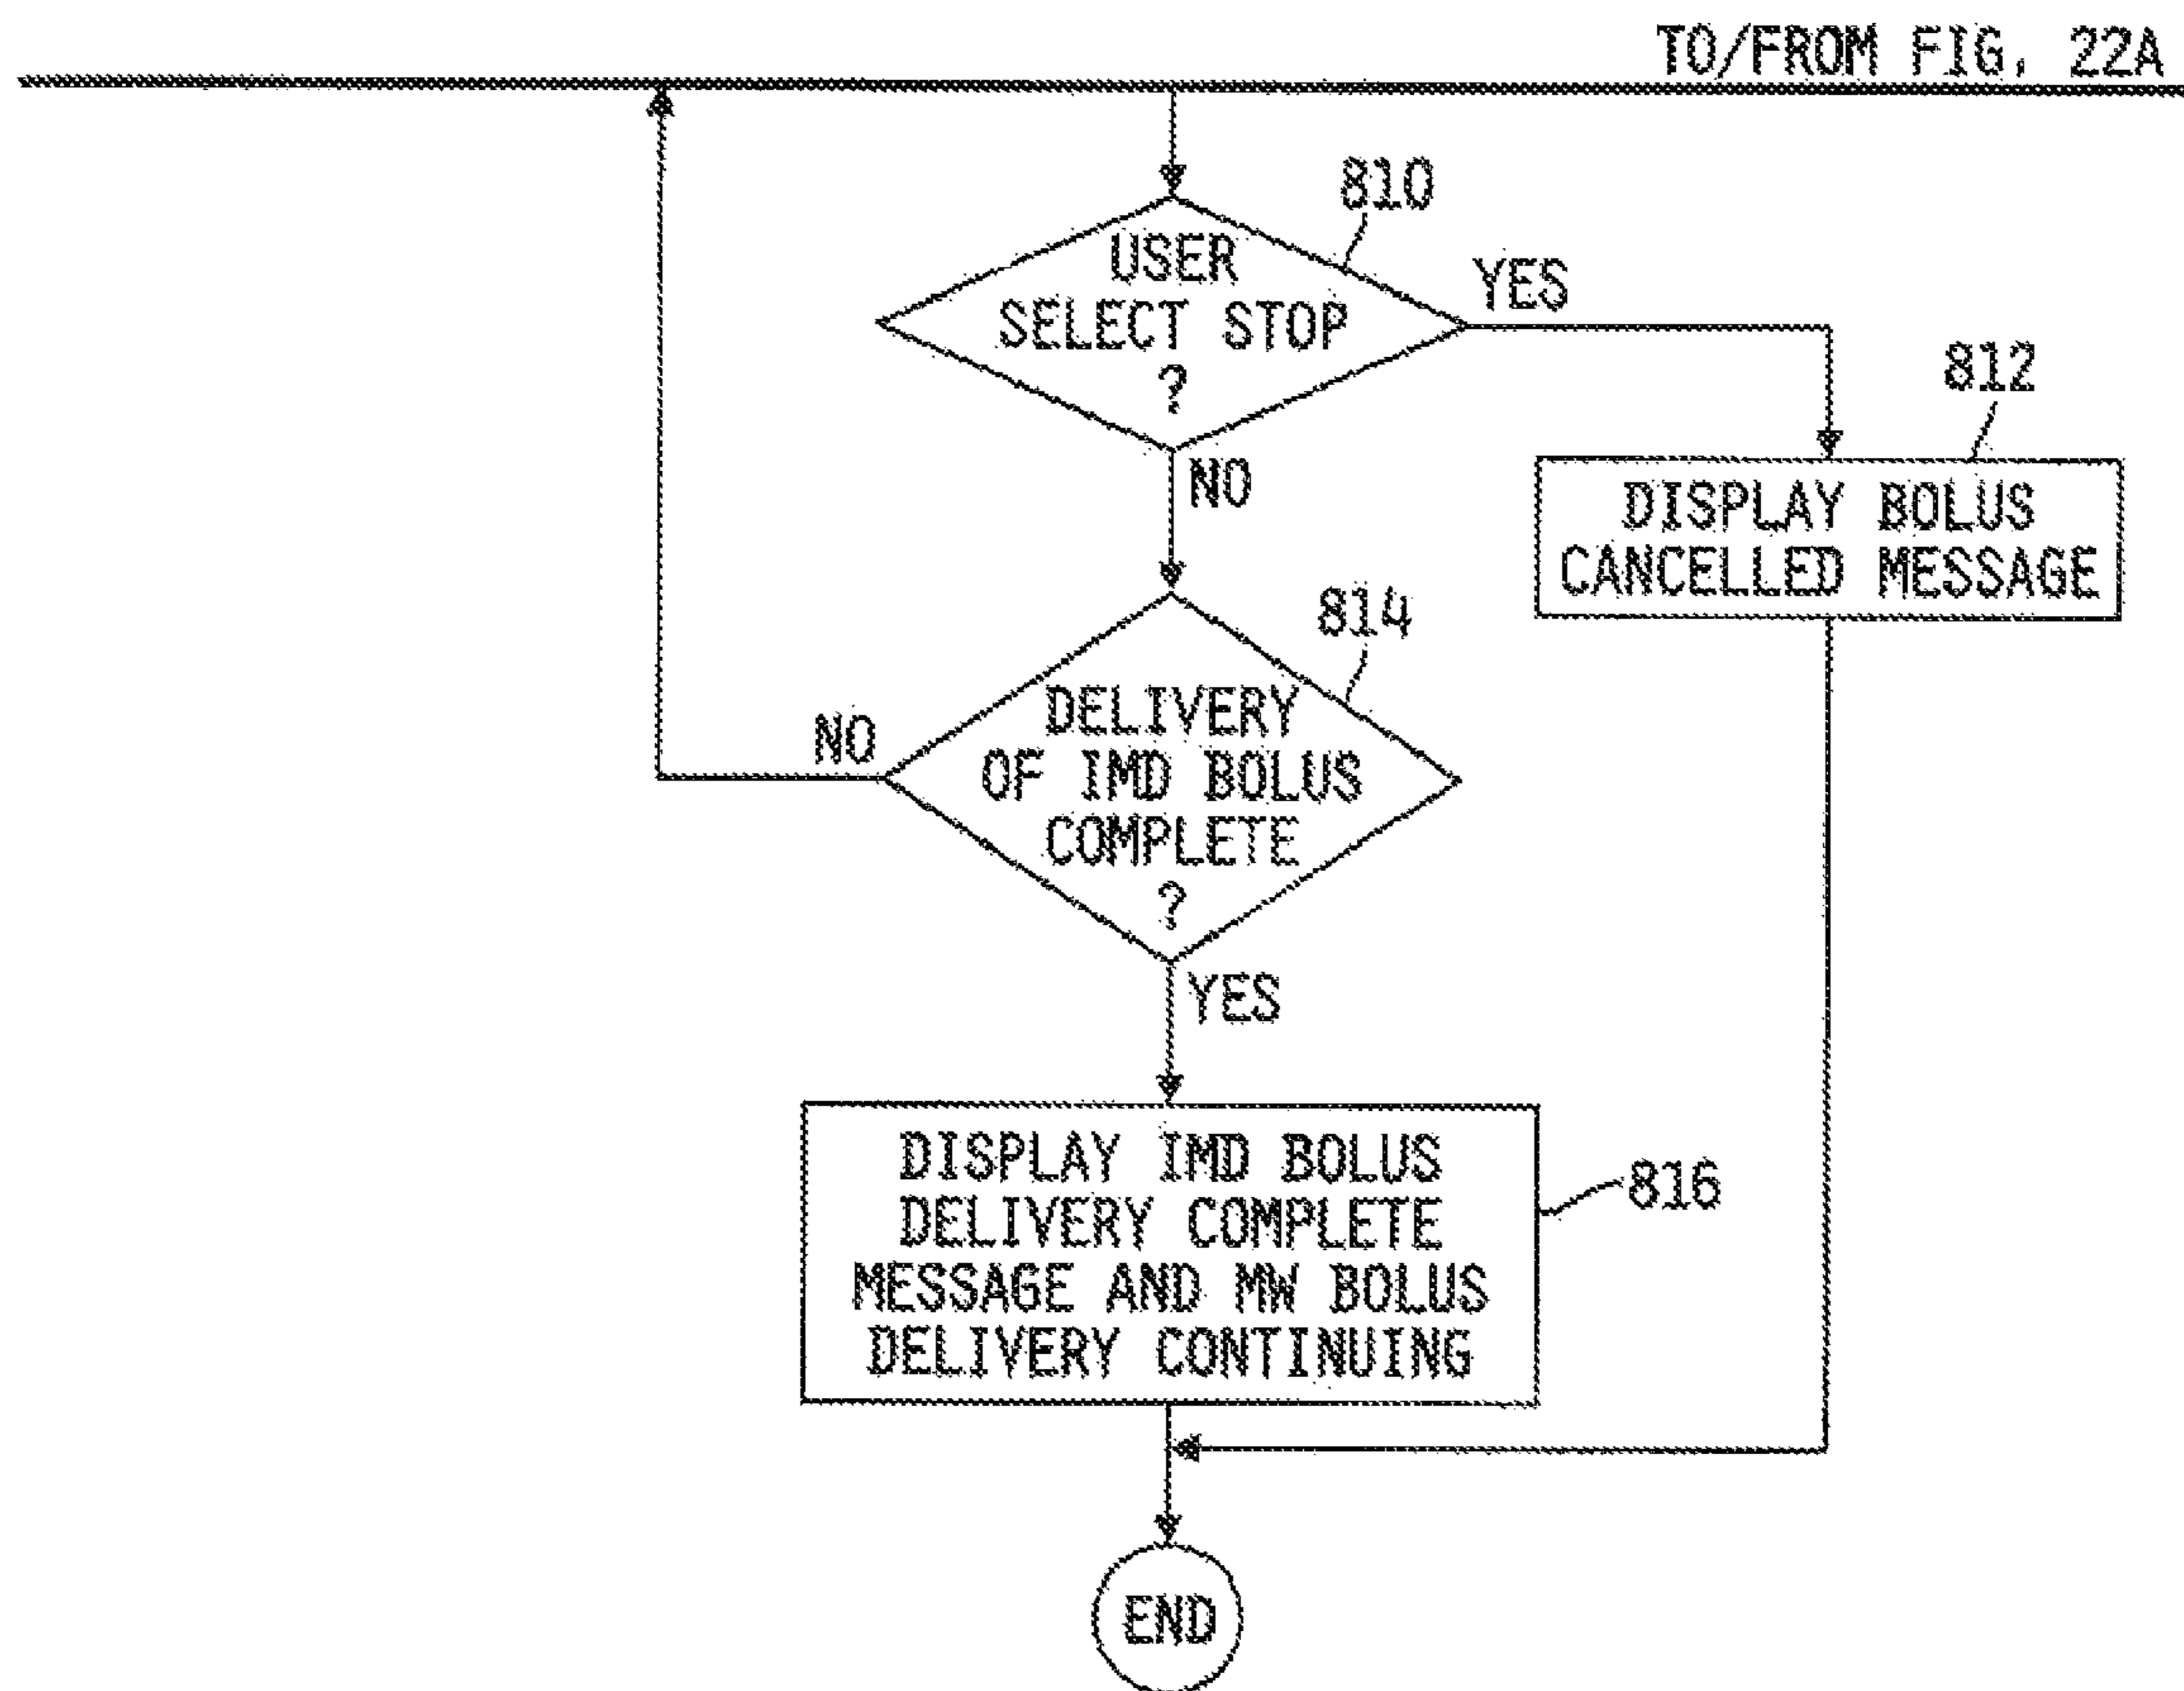 TO/FROM FIG. 22A
810
USER
SELECT STOP
?
YES
NO
812
DISPLAY BOLUS
CANCELLED MESSAGE
814
DELIVERY
OF IMD BOLUS
COMPLETE
?
NO
YES
DISPLAY IMD BOLUS
DELIVERY COMPLETE
MESSAGE AND MW BOLUS
DELIVERY CONTINUING
816
END